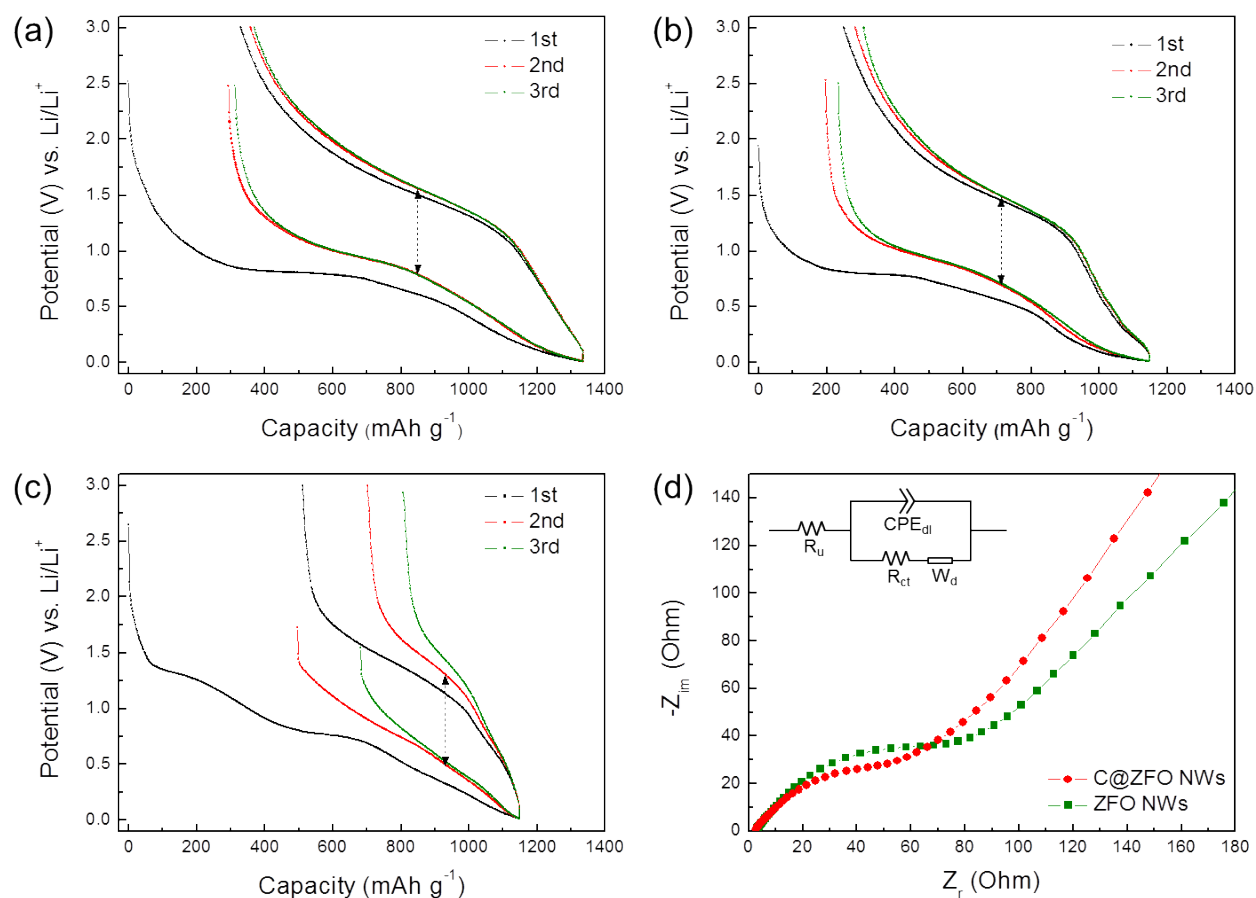 (a)
1st
2nd
3rd
Potential (V) vs. Li/Li⁺
3.0
2.5
2.0
1.5
1.0
0.5
0.0
0 200 400 600 800 1000 1200 1400
Capacity (mAh g⁻¹)
(b)
1st
2nd
3rd
Potential (V) vs. Li/Li⁺
3.0
2.5
2.0
1.5
1.0
0.5
0.0
0 200 400 600 800 1000 1200 1400
Capacity (mAh g⁻¹)
(c)
1st
2nd
3rd
Potential (V) vs. Li/Li⁺
3.0
2.5
2.0
1.5
1.0
0.5
0.0
0 200 400 600 800 1000 1200 1400
Capacity (mAh g⁻¹)
(d)
CPE_dl
R_u
R_ct W_d
C@ZFO NWs
ZFO NWs
-Z_im (Ohm)
140
120
100
80
60
40
20
0
0 20 40 60 80 100 120 140 160 180
Z_r (Ohm)